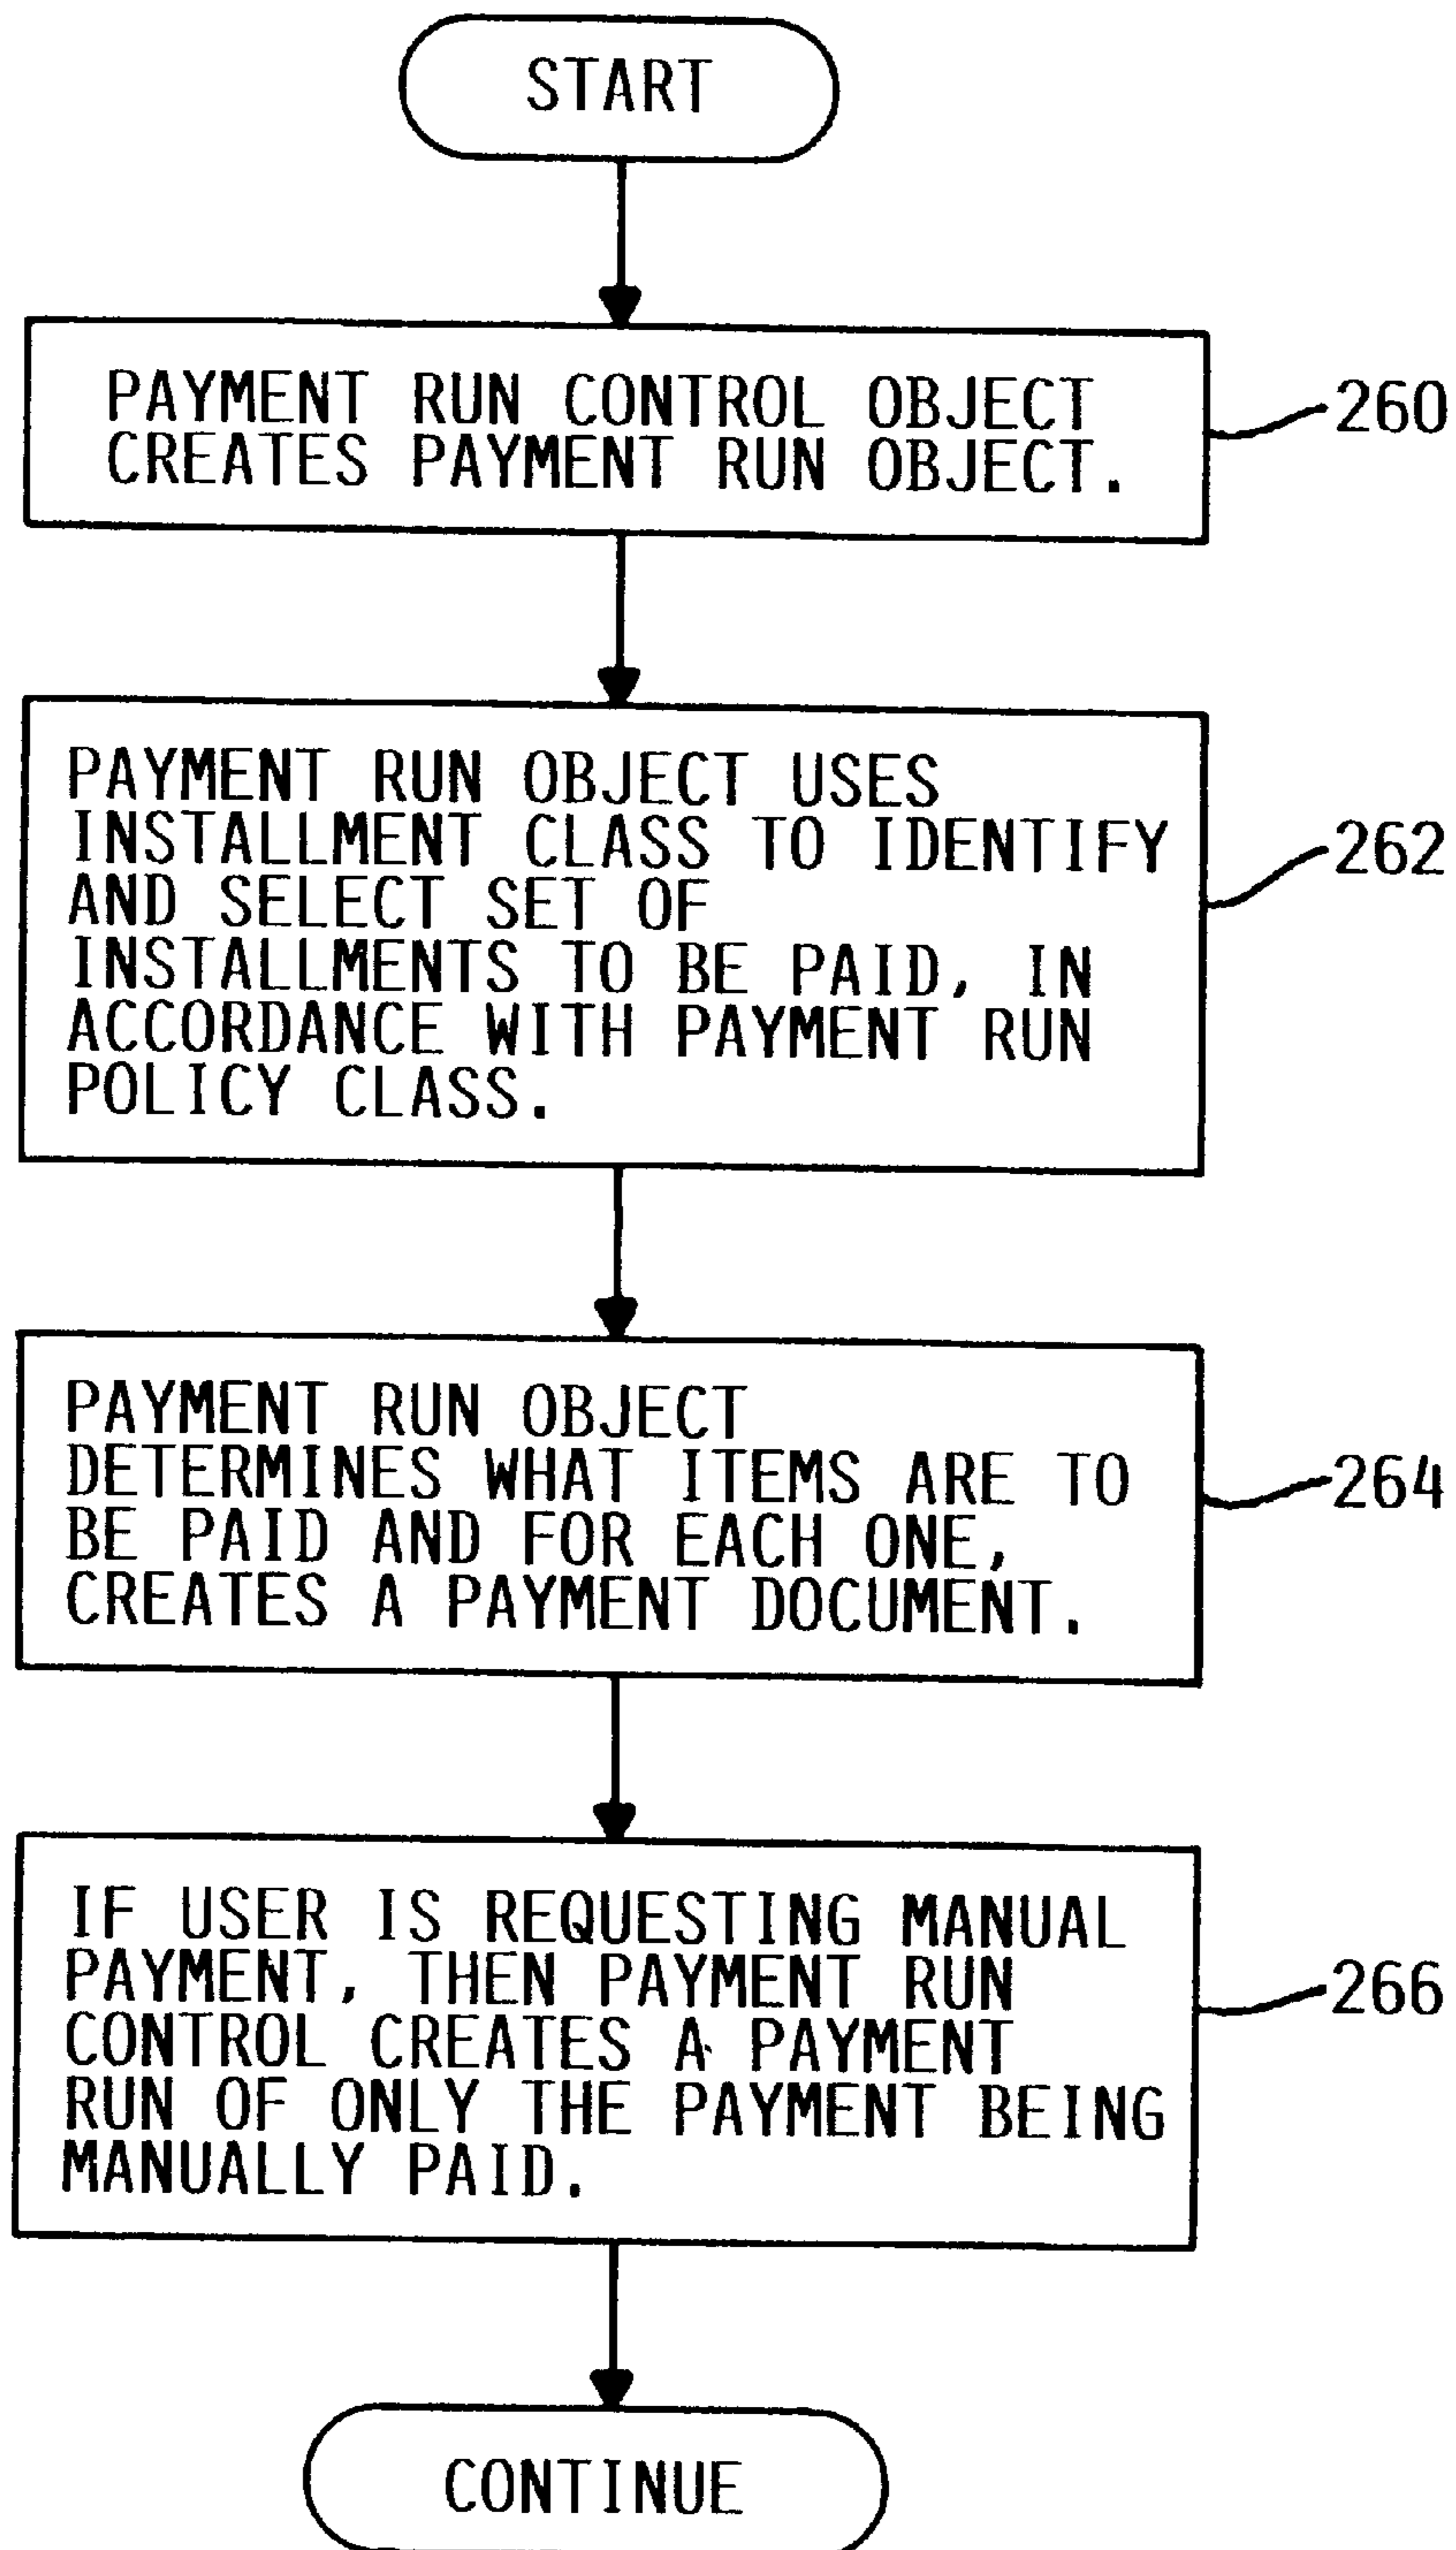 START
PAYMENT RUN CONTROL OBJECT
CREATES PAYMENT RUN OBJECT.
260
PAYMENT RUN OBJECT USES
INSTALLMENT CLASS TO IDENTIFY
AND SELECT SET OF
INSTALLMENTS TO BE PAID, IN
ACCORDANCE WITH PAYMENT RUN
POLICY CLASS.
262
PAYMENT RUN OBJECT
DETERMINES WHAT ITEMS ARE TO
BE PAID AND FOR EACH ONE,
CREATES A PAYMENT DOCUMENT.
264
IF USER IS REQUESTING MANUAL
PAYMENT, THEN PAYMENT RUN
CONTROL CREATES A PAYMENT
RUN OF ONLY THE PAYMENT BEING
MANUALLY PAID.
266
CONTINUE